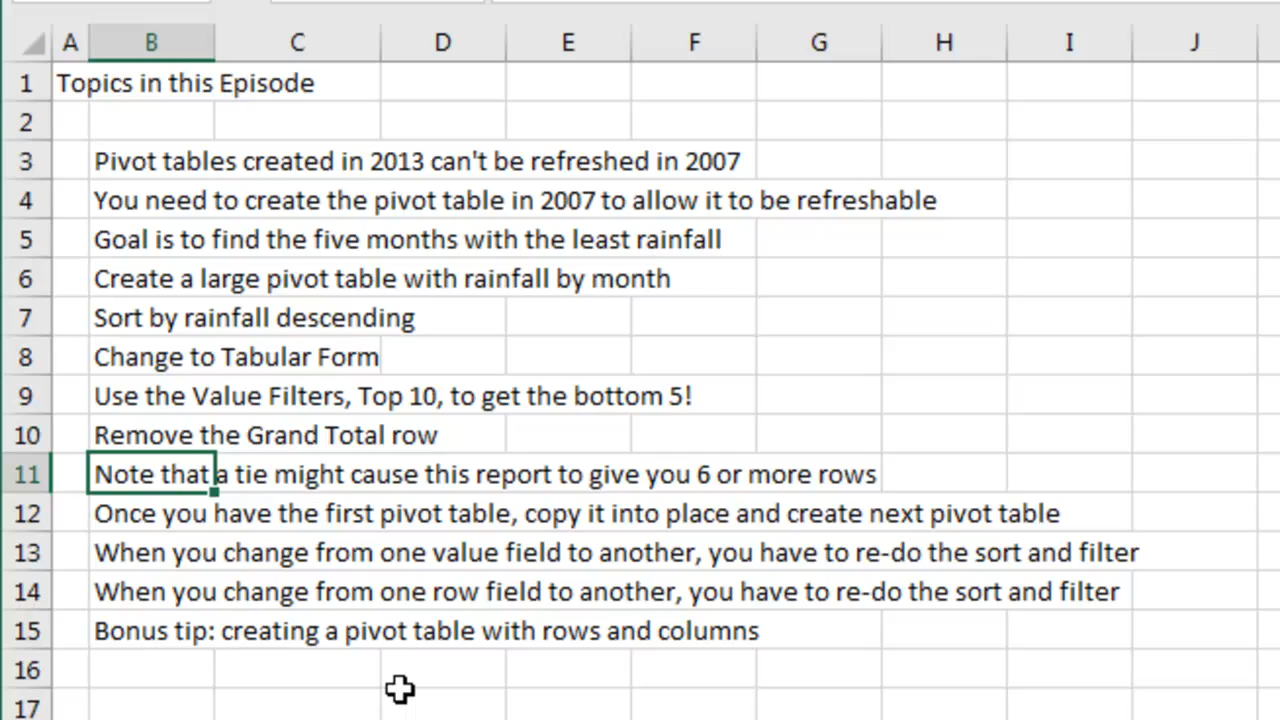 A B C D E F G H I J
1 Topics in this Episode
2
3 Pivot tables created in 2013 can't be refreshed in 2007
4 You need to create the pivot table in 2007 to allow it to be refreshable
5 Goal is to find the five months with the least rainfall
6 Create a large pivot table with rainfall by month
7 Sort by rainfall descending
8 Change to Tabular Form
9 Use the Value Filters, Top 10, to get the bottom 5!
10 Remove the Grand Total row
11 Note that a tie might cause this report to give you 6 or more rows
12 Once you have the first pivot table, copy it into place and create next pivot table
13 When you change from one value field to another, you have to re-do the sort and filter
14 When you change from one row field to another, you have to re-do the sort and filter
15 Bonus tip: creating a pivot table with rows and columns
16
17